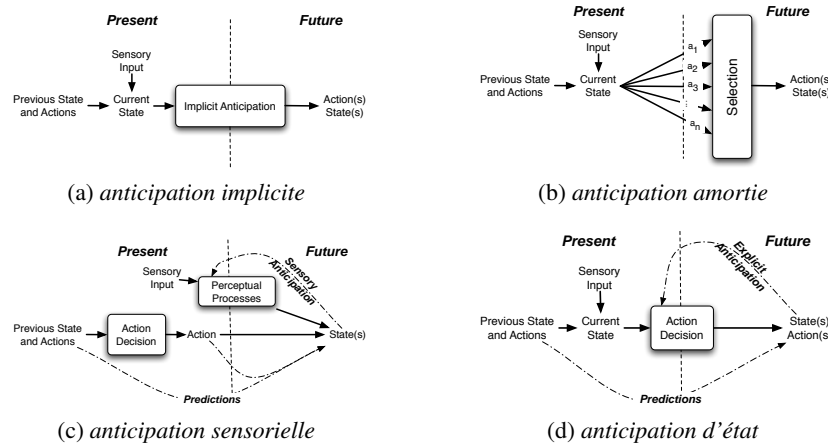 Present
Future
Sensory
Input
Previous State
and Actions
Current
State
Implicit Anticipation
Action(s)
State(s)
(a) anticipation implicite
Present
Future
Sensory
Input
Previous State
and Actions
Current
State
a1
a2
a3
...
an
Selection
Action(s)
State(s)
(b) anticipation amortie
Present
Future
Sensory
Input
Perceptual
Processes
Sensory
Anticipation
Previous State
and Actions
Action
Decision
Action
State(s)
Predictions
(c) anticipation sensorielle
Present
Future
Sensory
Input
Explicit
Anticipation
Previous State
and Actions
Current
State
Action
Decision
State(s)
Action(s)
Predictions
(d) anticipation d'état